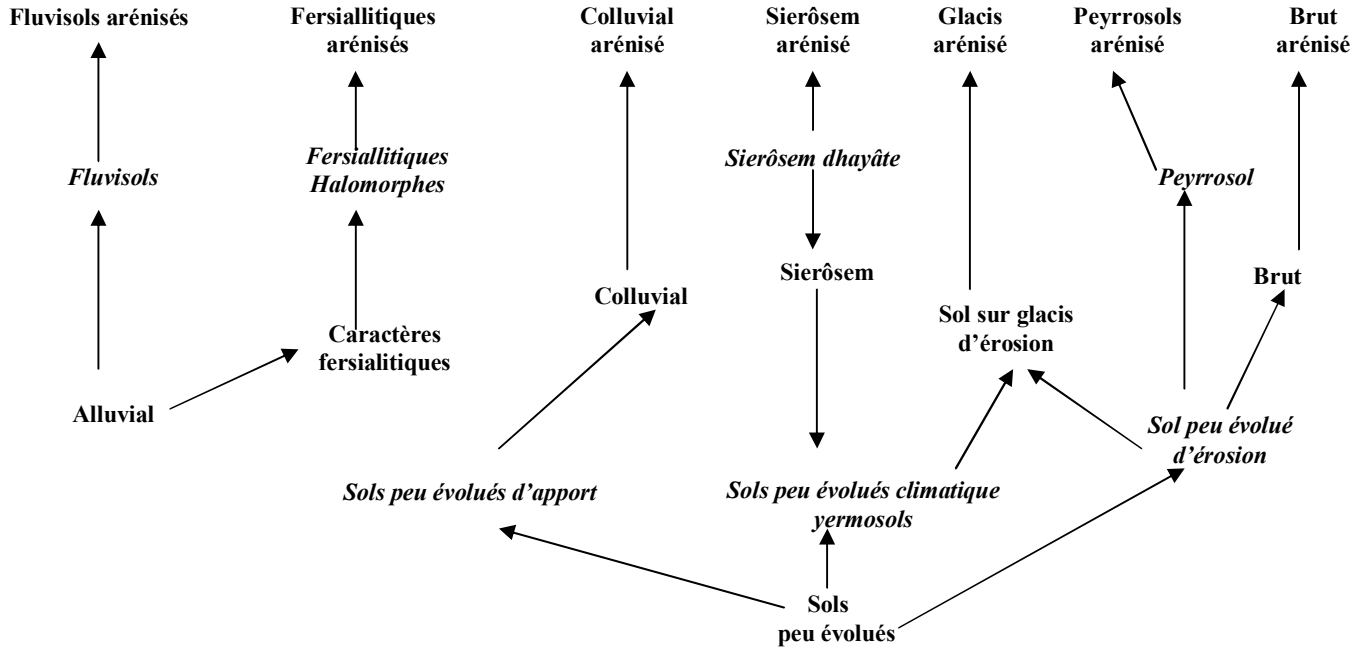 Fluvisols arénisés
Fersiallitiques
arénisés
Colluvial
arénisé
Sierôsem
arénisé
Glacis
arénisé
Peyrrosols
arénisé
Brut
arénisé
Fluvisols
Fersiallitiques
Halomorphes
Sierôsem dhayâte
Peyrrosol
Sierôsem
Brut
Colluvial
Sol sur glacis
d’érosion
Caractères
fersialitiques
Alluvial
Sol peu évolué
d’érosion
Sols peu évolués d’apport
Sols peu évolués climatique
yermosols
Sols
peu évolués